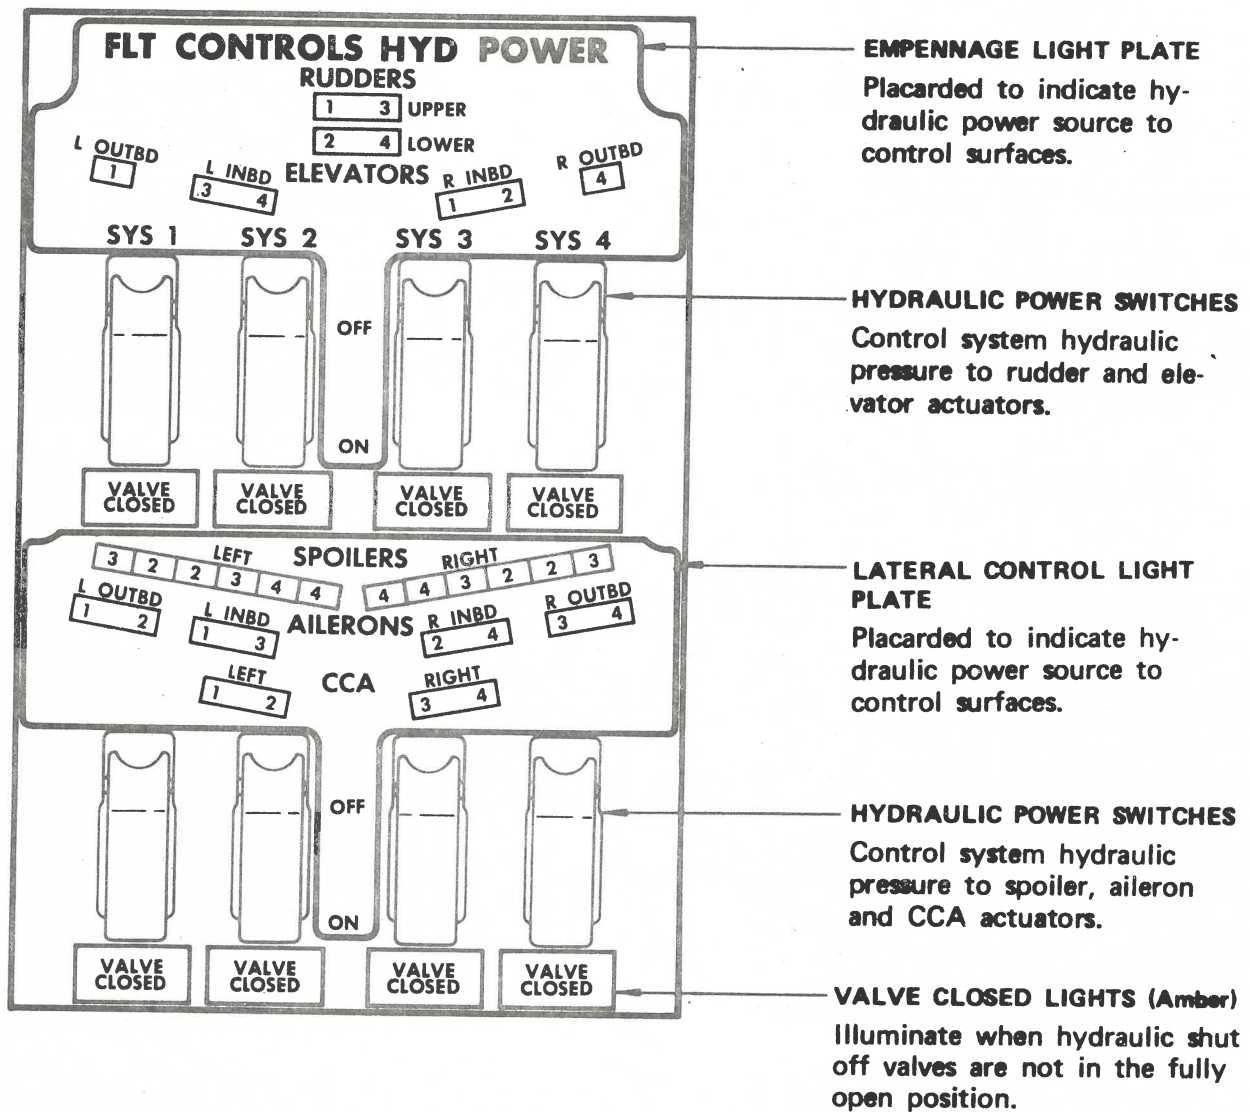 FLT CONTROLS HYD POWER
RUDDERS
1 3 UPPER
2 4 LOWER
ELEVATORS
L OUTBD
1
L INBD
3 4
R INBD
1 2
R OUTBD
4
SYS 1 SYS 2 SYS 3 SYS 4
OFF
ON
VALVE CLOSED
VALVE CLOSED
VALVE CLOSED
VALVE CLOSED
SPOILERS
LEFT
3 2 2 3 4 4
RIGHT
4 4 3 2 2 3
AILERONS
L OUTBD
1 2
L INBD
1 3
R INBD
2 4
R OUTBD
3 4
CCA
LEFT
1 2
RIGHT
3 4
OFF
ON
VALVE CLOSED
VALVE CLOSED
VALVE CLOSED
VALVE CLOSED
EMPENNAGE LIGHT PLATE
Placarded to indicate hy-
draulic power source to
control surfaces.
HYDRAULIC POWER SWITCHES
Control system hydraulic
pressure to rudder and ele-
vator actuators.
LATERAL CONTROL LIGHT
PLATE
Placarded to indicate hy-
draulic power source to
control surfaces.
HYDRAULIC POWER SWITCHES
Control system hydraulic
pressure to spoiler, aileron
and CCA actuators.
VALVE CLOSED LIGHTS (Amber)
Illuminate when hydraulic shut
off valves are not in the fully
open position.